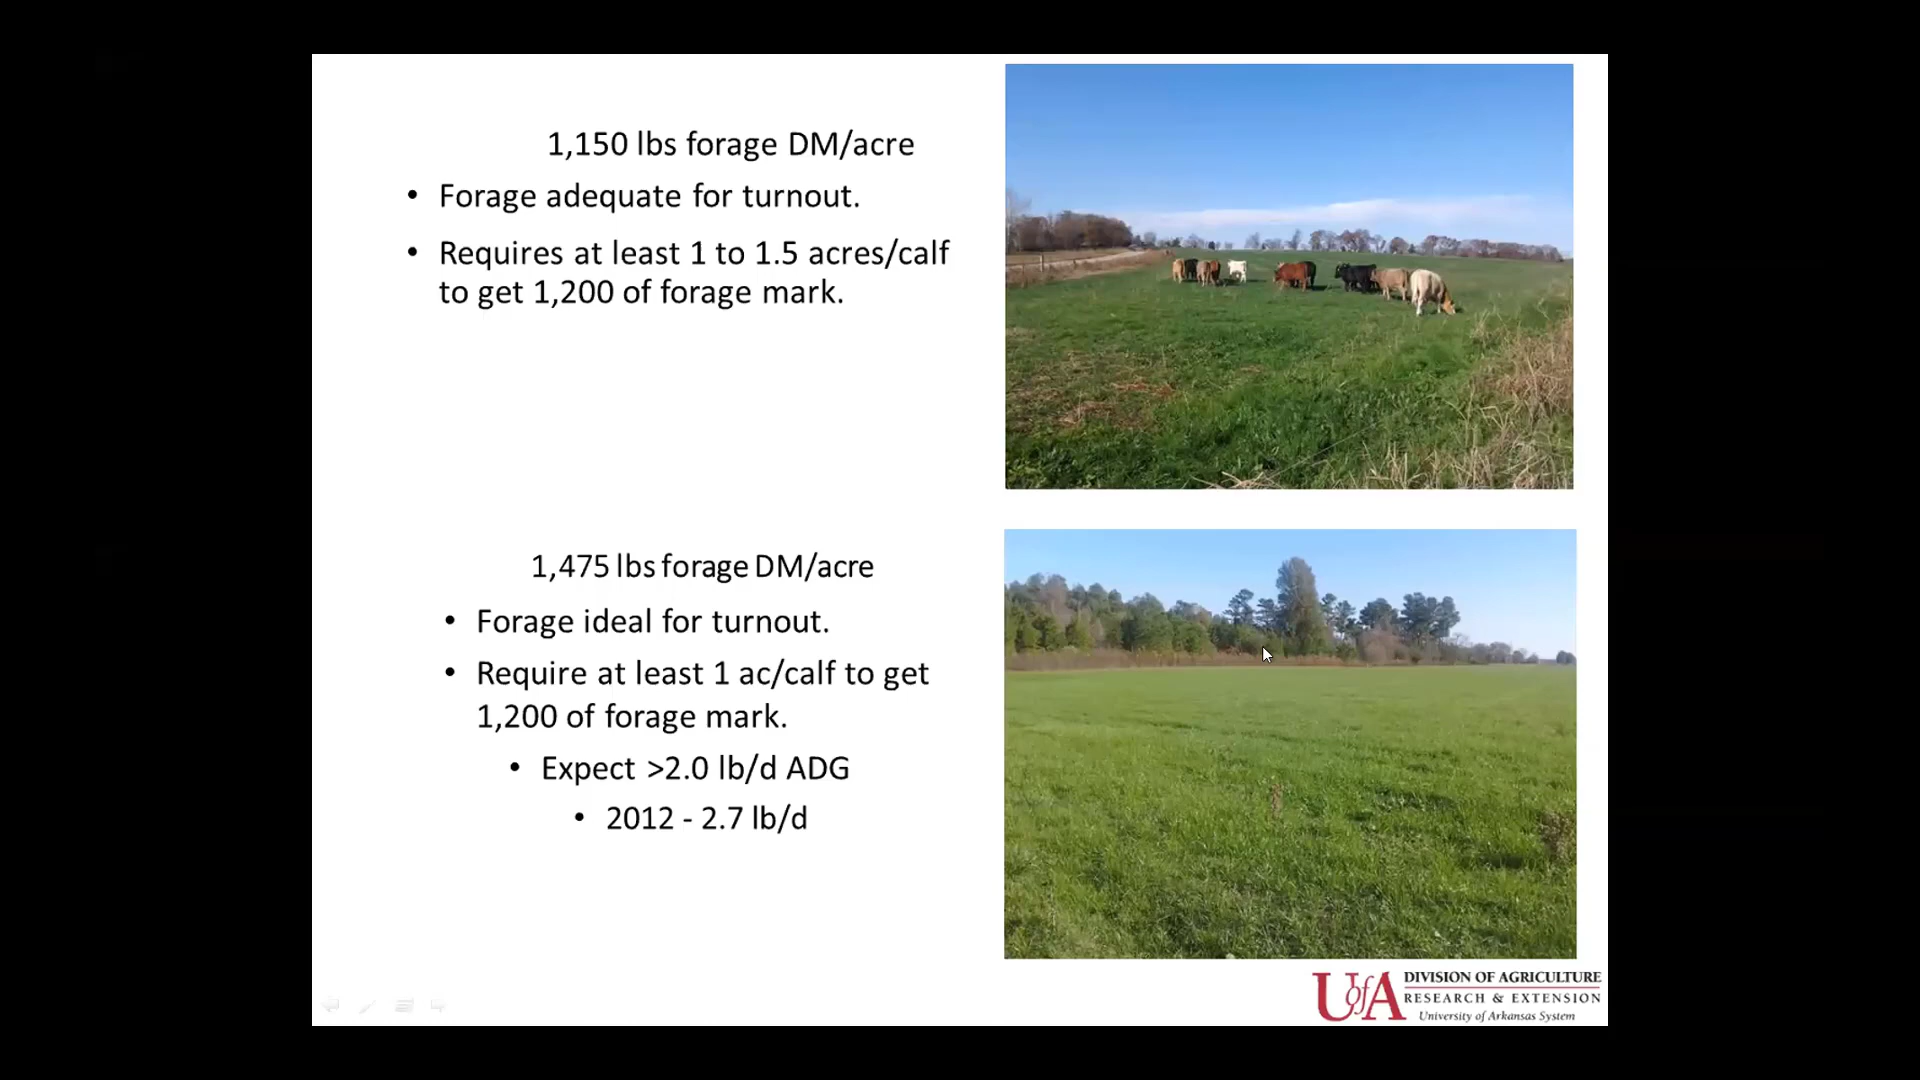 1,150 lbs forage DM/acre
• Forage adequate for turnout.
• Requires at least 1 to 1.5 acres/calf
to get 1,200 of forage mark.
1,475 lbs forage DM/acre
• Forage ideal for turnout.
• Require at least 1 ac/calf to get
1,200 of forage mark.
• Expect >2.0 lb/d ADG
• 2012 - 2.7 lb/d
UofA
DIVISION OF AGRICULTURE
RESEARCH & EXTENSION
University of Arkansas System